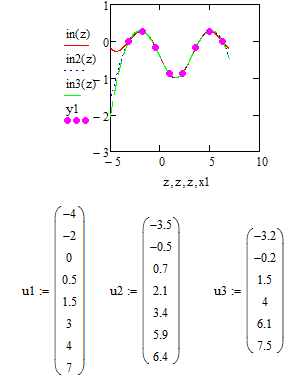 1
in(z)
0
in2(z)
−1
in3(z)
−2
y1
−3
−5 0 5 10
z,z,z,x1
u1 := (−4 −2 0 0.5 1.5 3 4 7)
u2 := (−3.5 −0.5 0.7 2.1 3.4 5.9 6.4)
u3 := (−3.2 −0.2 1.5 4 6.1 7.5)